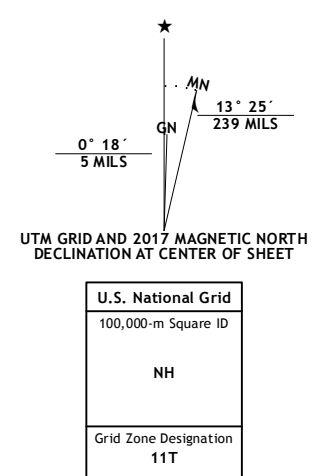 MN
13° 25´
239 MILS
GN
0° 18´
5 MILS
UTM GRID AND 2017 MAGNETIC NORTH
DECLINATION AT CENTER OF SHEET
U.S. National Grid
100,000-m Square ID
NH
Grid Zone Designation
11T